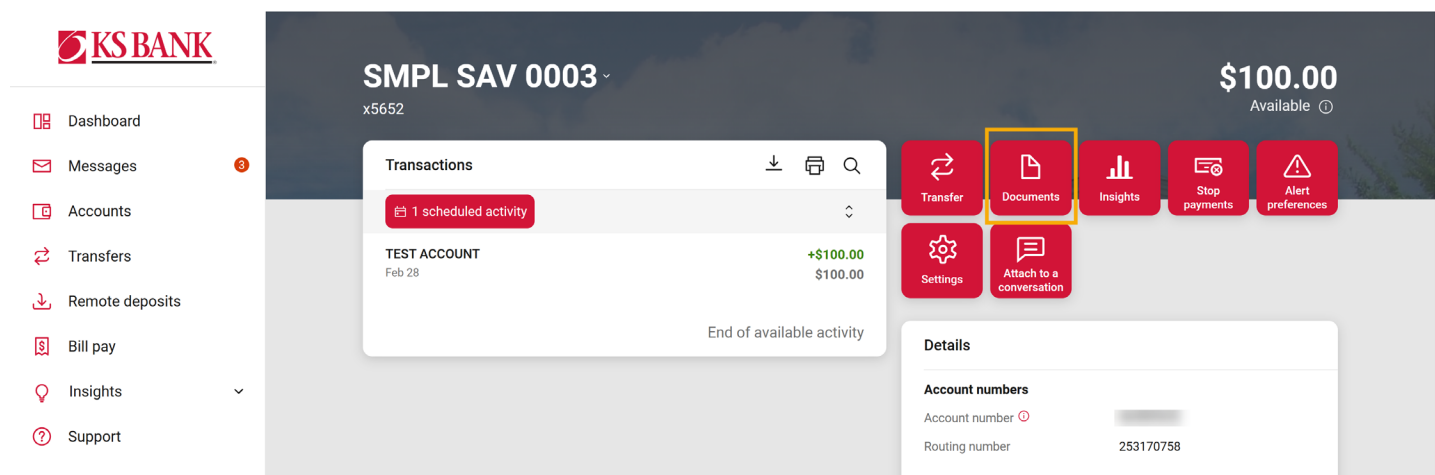 KS BANK
Dashboard
Messages
3
Accounts
Transfers
Remote deposits
Bill pay
Insights
Support
SMPL SAV 0003
x5652
$100.00
Available
Transactions
1 scheduled activity
TEST ACCOUNT
+$100.00
Feb 28
$100.00
End of available activity
Transfer
Documents
Insights
Stop
payments
Alert
preferences
Settings
Attach to a
conversation
Details
Account numbers
Account number
Routing number
253170758